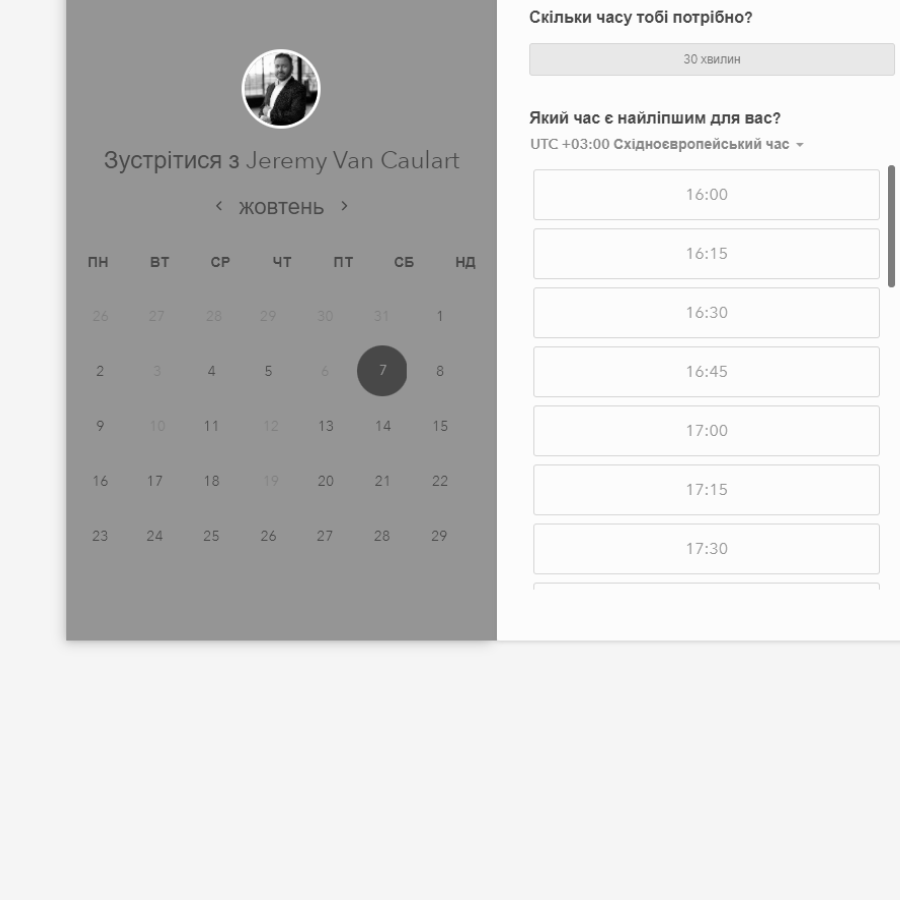 Зустрітися з Jeremy Van Caulart
жовтень
ПН ВТ СР ЧТ ПТ СБ НД
26 27 28 29 30 31 1
2 3 4 5 6 7 8
9 10 11 12 13 14 15
16 17 18 19 20 21 22
23 24 25 26 27 28 29
Скільки часу тобі потрібно?
30 хвилин
Який час є найліпшим для вас?
UTC +03:00 Східноєвропейський час
16:00
16:15
16:30
16:45
17:00
17:15
17:30